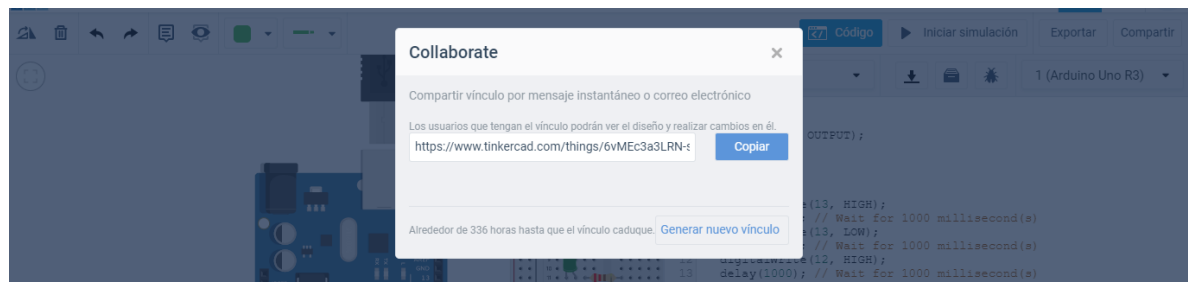 Código
Iniciar simulación
Exportar
Compartir
Collaborate
1 (Arduino Uno R3)
Compartir vínculo por mensaje instantáneo o correo electrónico
Los usuarios que tengan el vínculo podrán ver el diseño y realizar cambios en él.
OUTPUT);
https://www.tinkercad.com/things/6vMEc3a3LRN-s
Copiar
(13, HIGH);
; // Wait for 1000 millisecond(s)
Alrededor de 336 horas hasta que el vínculo caduque.
Generar nuevo vínculo
(13, LOW);
; // Wait for 1000 millisecond(s)
(12, HIGH);
13 delay(1000); // Wait for 1000 millisecond(s)